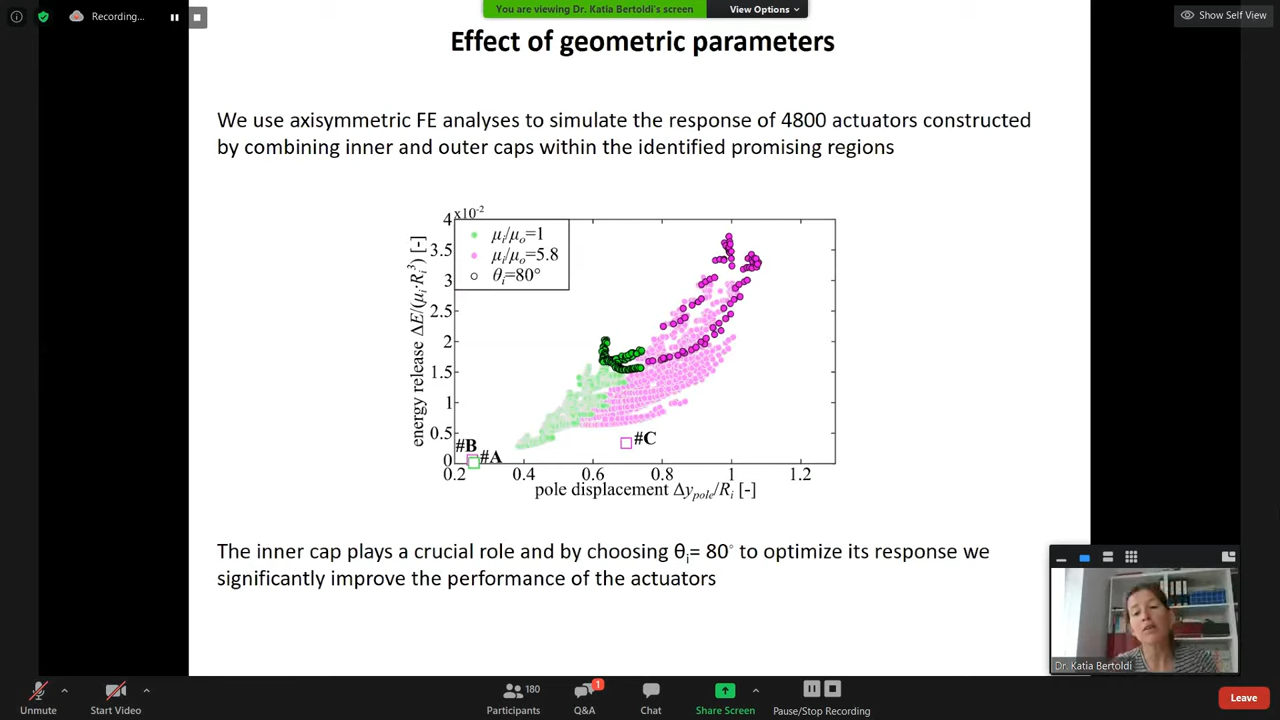 Recording...
You are viewing Dr. Katia Bertoldi's screen
View Options
Show Self View
Effect of geometric parameters
We use axisymmetric FE analyses to simulate the response of 4800 actuators constructed
by combining inner and outer caps within the identified promising regions
x10⁻²
4
3.5
3
2.5
2
1.5
1
0.5
0
energy release ΔE/(μᵢ·Rᵢ³) [-]
μᵢ/μₒ=1
μᵢ/μₒ=5.8
θᵢ=80°
#B
#A
#C
0.2 0.4 0.6 0.8 1 1.2
pole displacement Δy_pole/Rᵢ [-]
The inner cap plays a crucial role and by choosing θᵢ= 80° to optimize its response we
significantly improve the performance of the actuators
Dr. Katia Bertoldi
Unmute
Start Video
180
Participants
1
Q&A
Chat
Share Screen
Pause/Stop Recording
Leave